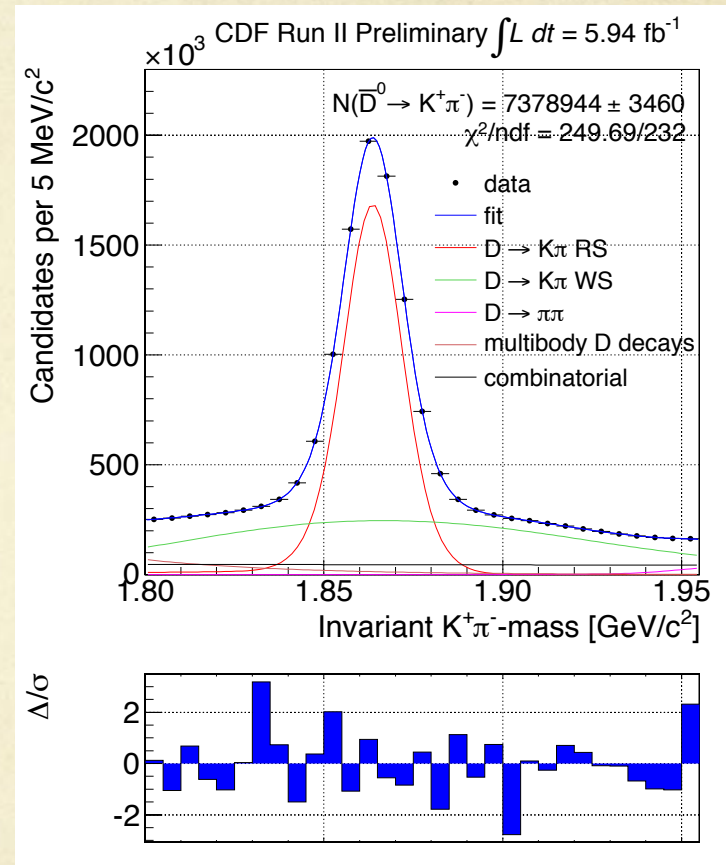 CDF Run II Preliminary ∫L dt = 5.94 fb⁻¹
×10³
N(D̅⁰ → K⁺π⁻) = 7378944 ± 3460
χ²/ndf = 249.69/232
data
fit
D → Kπ RS
D → Kπ WS
D → ππ
multibody D decays
combinatorial
Candidates per 5 MeV/c²
2000
1500
1000
500
0
1.80
1.85
1.90
1.95
Invariant K⁺π⁻-mass [GeV/c²]
Δ/σ
2
0
-2